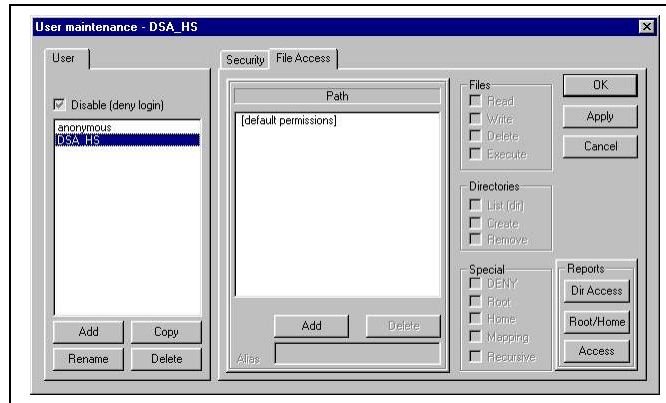 User maintenance - DSA_HS
User
Disable (deny login)
anonymous
DSA_HS
Add
Copy
Rename
Delete
Security
File Access
Path
[default permissions]
Add
Delete
Alias
Files
Read
Write
Delete
Execute
Directories
List (dir)
Create
Remove
Special
DENY
Root
Home
Mapping
Recursive
OK
Apply
Cancel
Reports
Dir Access
Root/Home
Access